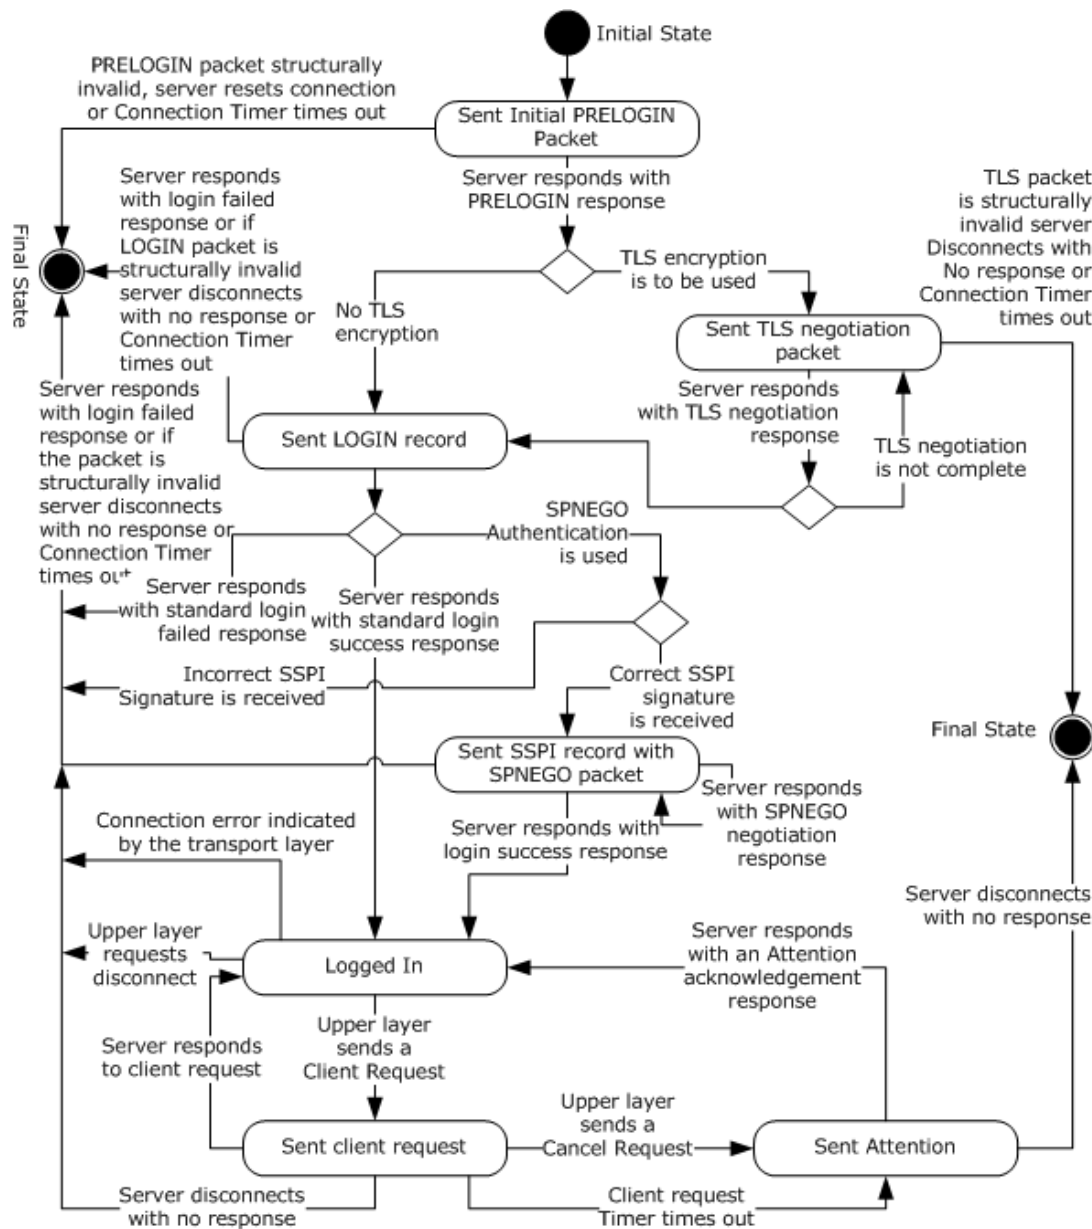 Initial State
PRELOGIN packet structurally
invalid, server resets connection
or Connection Timer times out
Sent Initial PRELOGIN
Packet
Server responds with
PRELOGIN response
TLS packet
is structurally
invalid server
Disconnects with
No response or
Connection Timer
times out
Server responds
with login failed
response or if
LOGIN packet is
structurally invalid
server disconnects
with no response or
Connection Timer
times out
Final State
TLS encryption
is to be used
No TLS
encryption
Sent TLS negotiation
packet
Server responds
with TLS negotiation
response
TLS negotiation
is not complete
Server responds
with login failed
response or if
the packet is
structurally invalid
server disconnects
with no response or
Connection Timer
times out
Sent LOGIN record
SPNEGO
Authentication
is used
Server responds
with standard login
failed response
Server responds
with standard login
success response
Incorrect SSPI
Signature is received
Correct SSPI
signature
is received
Final State
Sent SSPI record with
SPNEGO packet
Server responds
with SPNEGO
negotiation
response
Server responds with
login success response
Connection error indicated
by the transport layer
Server disconnects
with no response
Upper layer
requests
disconnect
Logged In
Server responds
with an Attention
acknowledgement
response
Server responds
to client request
Upper layer
sends a
Client Request
Sent client request
Upper layer
sends a
Cancel Request
Sent Attention
Server disconnects
with no response
Client request
Timer times out